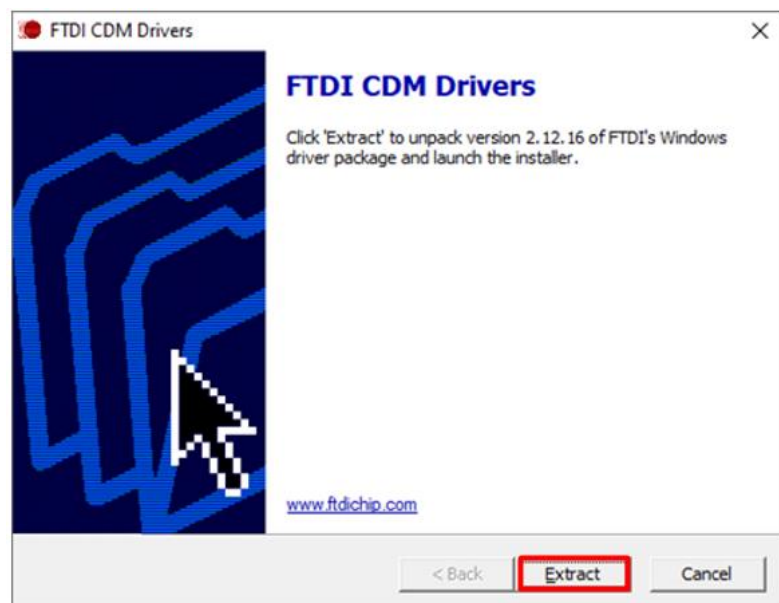 FTDI CDM Drivers
FTDI CDM Drivers
Click 'Extract' to unpack version 2.12.16 of FTDI's Windows
driver package and launch the installer.
www.ftdichip.com
< Back Extract Cancel